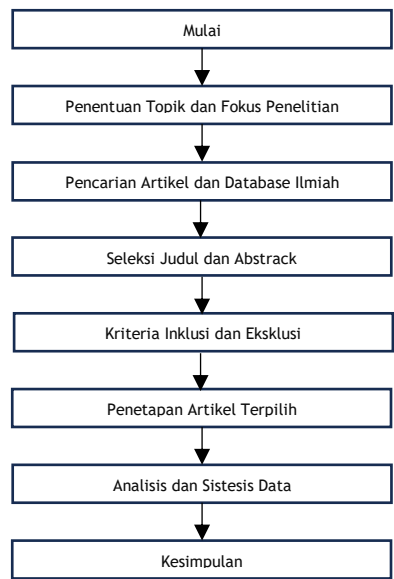 Mulai
Penentuan Topik dan Fokus Penelitian
Pencarian Artikel dan Database Ilmiah
Seleksi Judul dan Abstrack
Kriteria Inklusi dan Eksklusi
Penetapan Artikel Terpilih
Analisis dan Sistesis Data
Kesimpulan